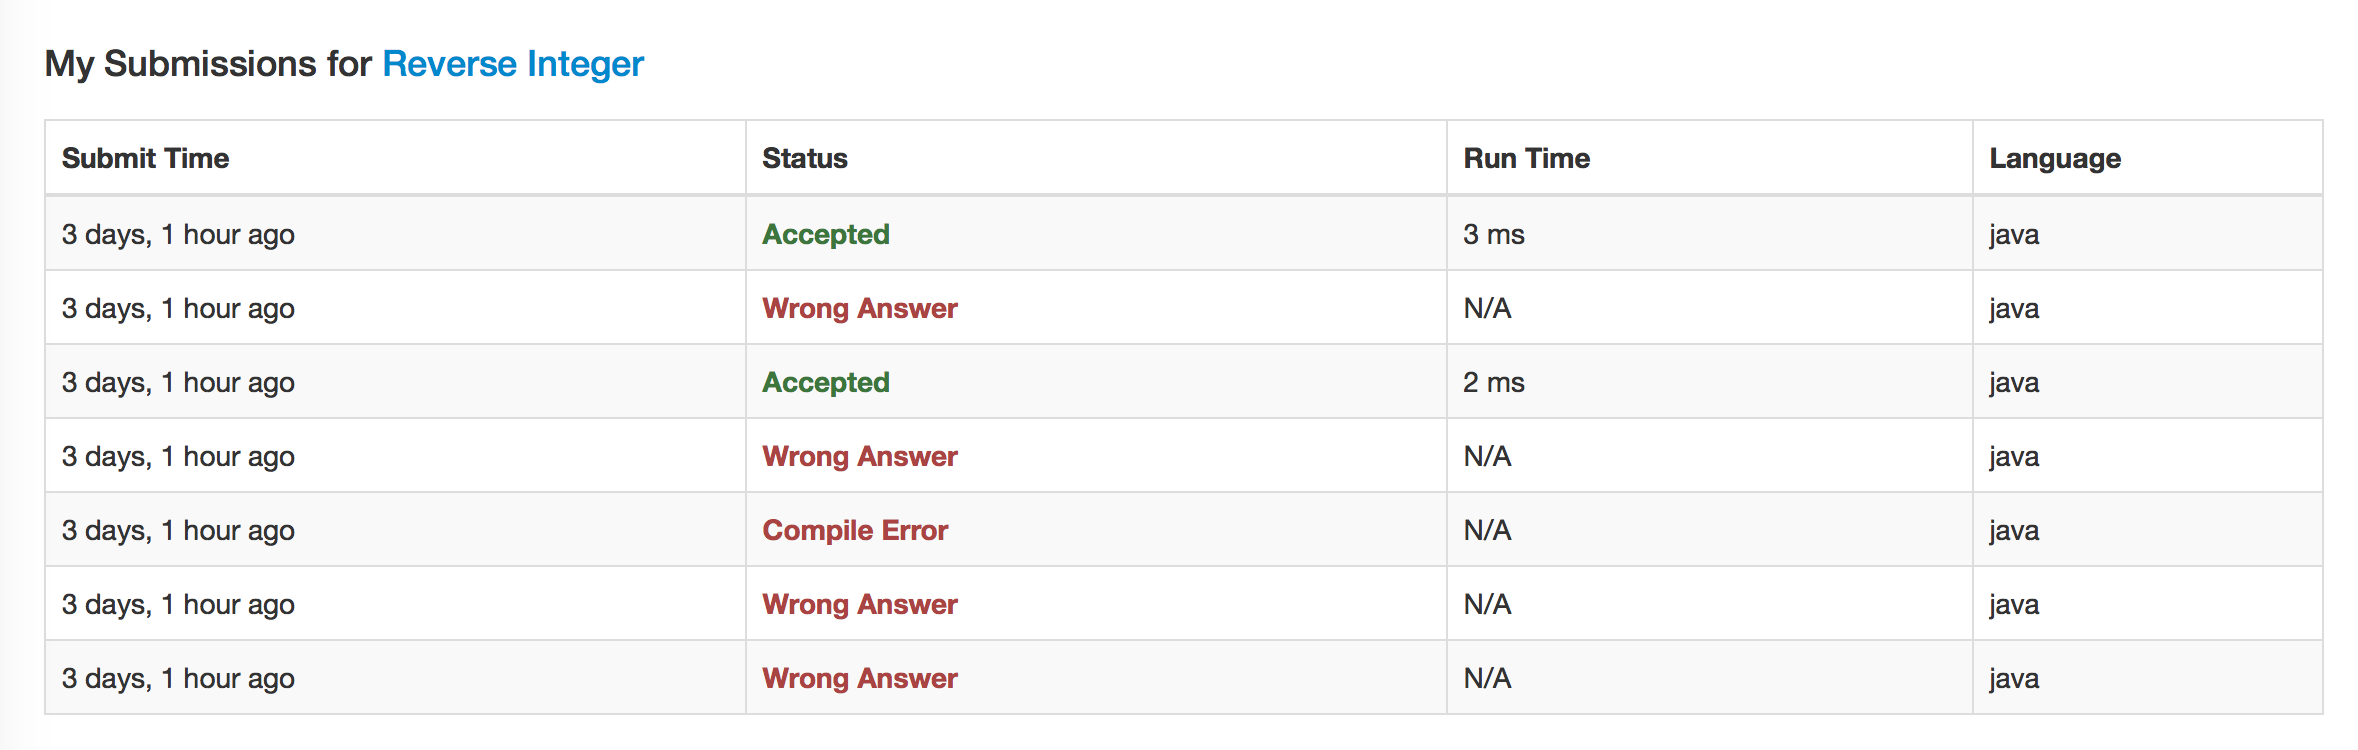 My Submissions for Reverse Integer
Submit Time Status Run Time Language
3 days, 1 hour ago Accepted 3 ms java
3 days, 1 hour ago Wrong Answer N/A java
3 days, 1 hour ago Accepted 2 ms java
3 days, 1 hour ago Wrong Answer N/A java
3 days, 1 hour ago Compile Error N/A java
3 days, 1 hour ago Wrong Answer N/A java
3 days, 1 hour ago Wrong Answer N/A java